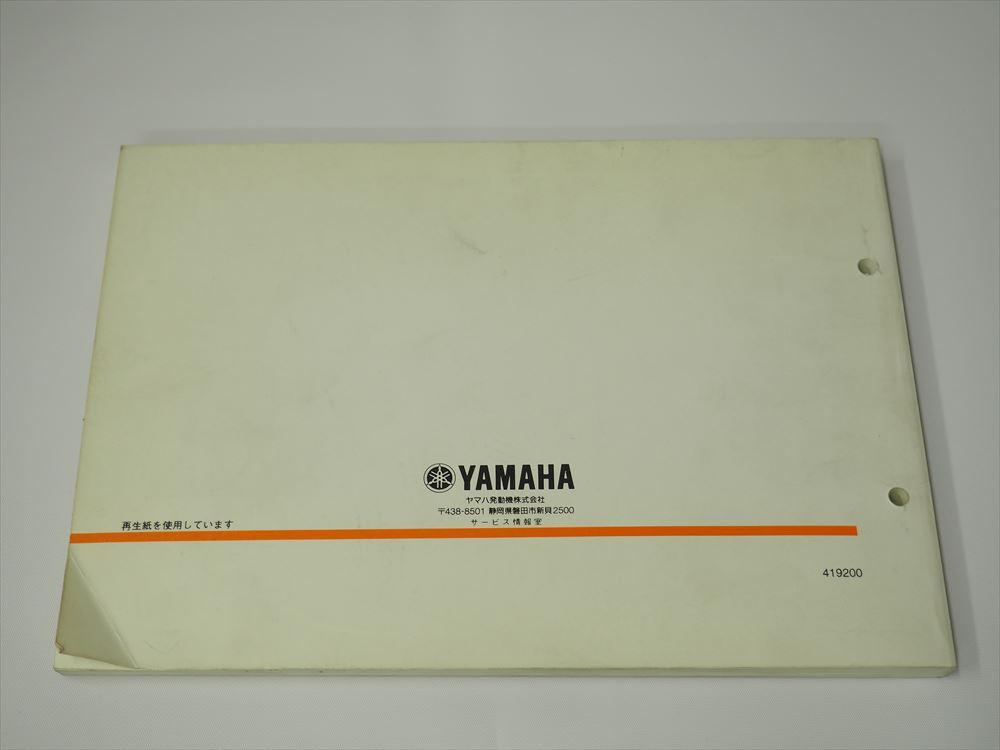 YAMAHA
ヤマハ発動機株式会社
〒438-8501 静岡県磐田市新貝2500
サービス情報室
再生紙を使用しています
419200